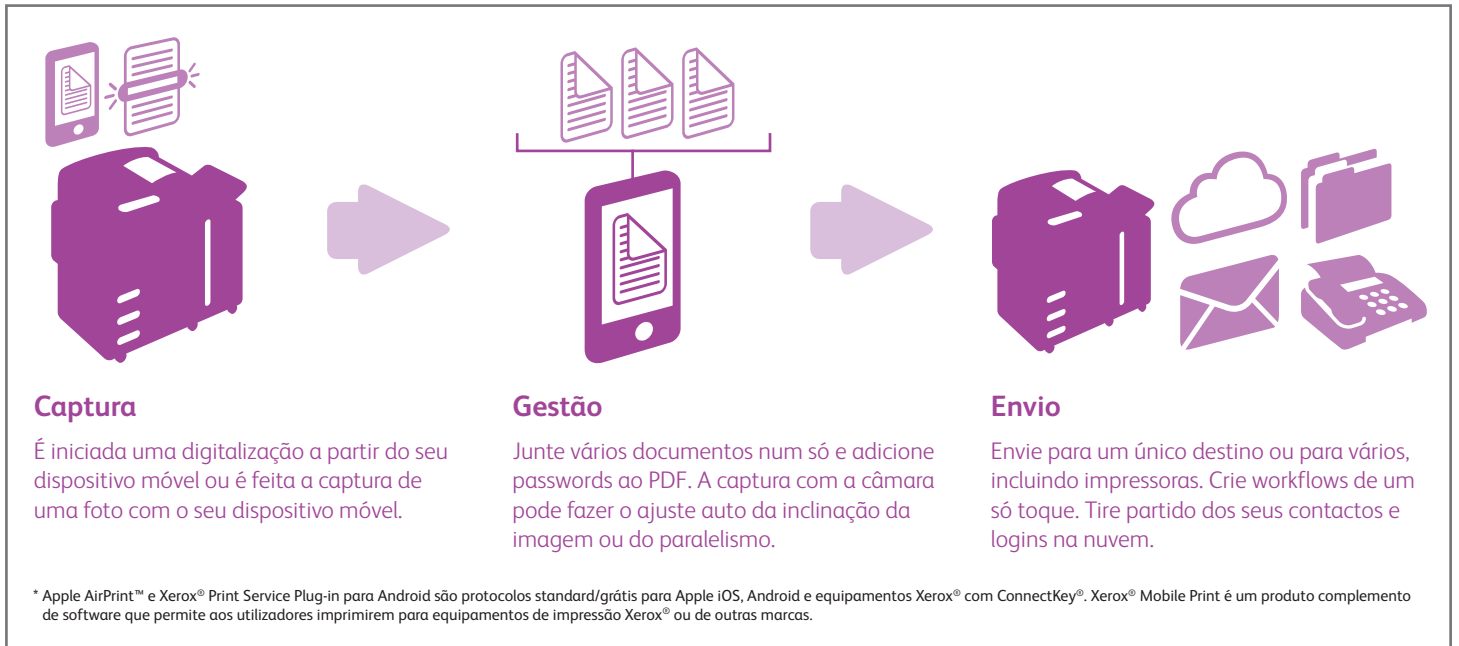 Captura
É iniciada uma digitalização a partir do seu
dispositivo móvel ou é feita a captura de
uma foto com o seu dispositivo móvel.
Gestão
Junte vários documentos num só e adicione
passwords ao PDF. A captura com a câmara
pode fazer o ajuste auto da inclinação da
imagem ou do paralelismo.
Envio
Envie para um único destino ou para vários,
incluindo impressoras. Crie workflows de um
só toque. Tire partido dos seus contactos e
logins na nuvem.
* Apple AirPrint™ e Xerox® Print Service Plug-in para Android são protocolos standard/grátis para Apple iOS, Android e equipamentos Xerox® com ConnectKey®. Xerox® Mobile Print é um produto complemento
de software que permite aos utilizadores imprimirem para equipamentos de impressão Xerox® ou de outras marcas.